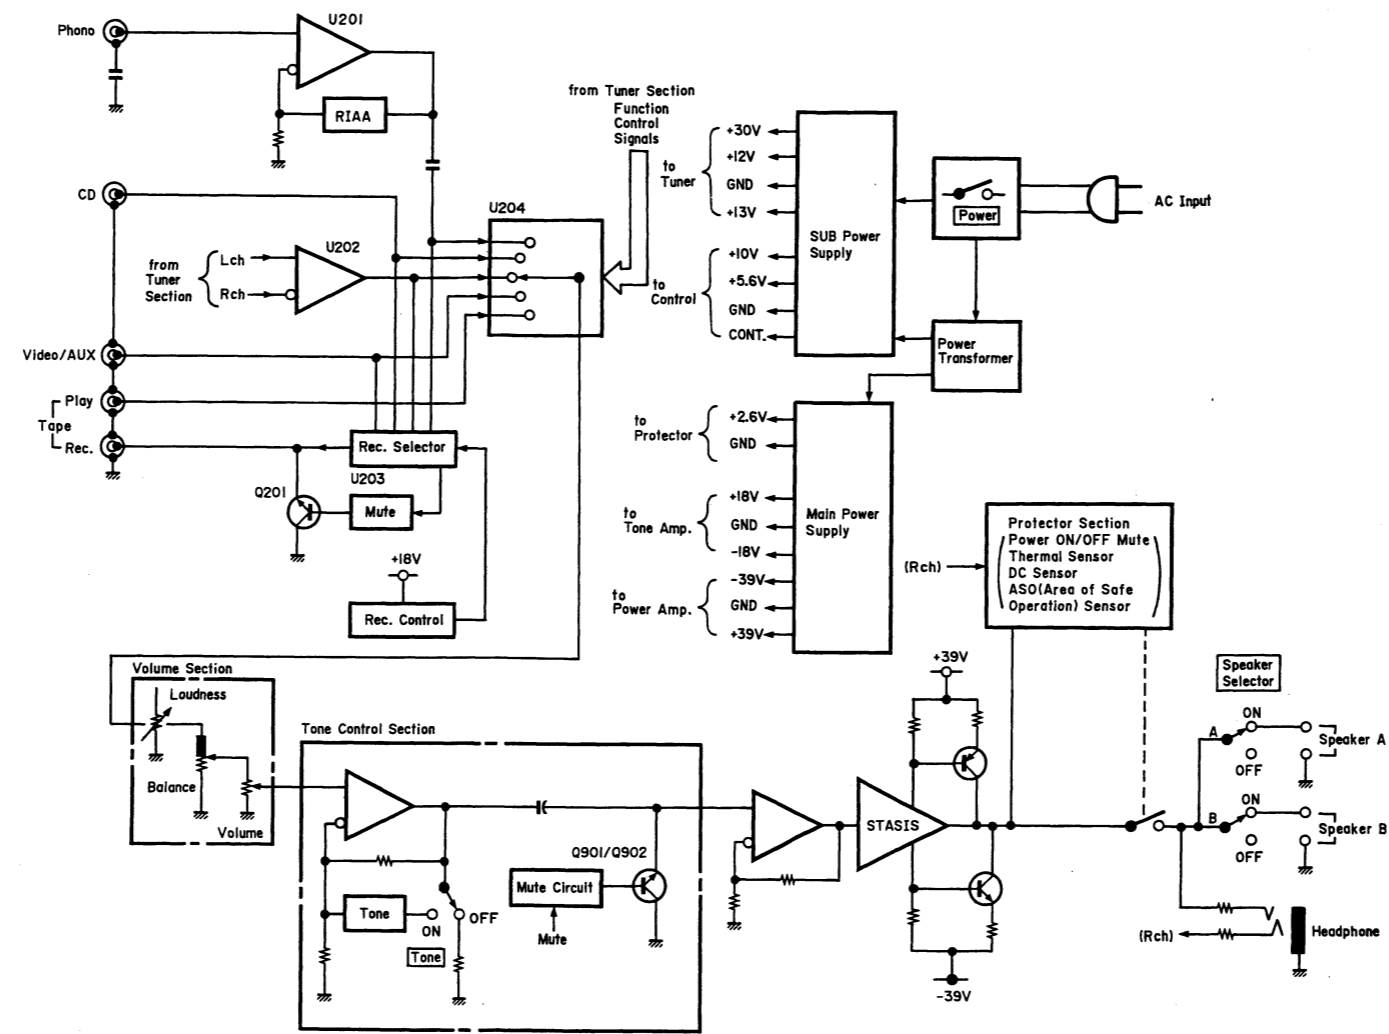 Phono
U201
RIAA
from Tuner Section
Function
Control
Signals
CD
U204
U202
from
Tuner
Section
Lch
Rch
Video/AUX
Play
Tape
Rec.
Rec. Selector
U203
Q201
Mute
+18V
Rec. Control
to
Tuner
+30V
+12V
GND
+13V
to
Control
+10V
+5.6V
GND
CONT.
SUB Power
Supply
Power
AC Input
Power
Transformer
to
Protector
+2.6V
GND
to
Tone Amp.
+18V
GND
-18V
to
Power Amp.
-39V
GND
+39V
Main Power
Supply
(Rch)
Protector Section
Power ON/OFF Mute
Thermal Sensor
DC Sensor
ASO(Area of Safe
Operation) Sensor
Volume Section
Loudness
Balance
Volume
Tone Control Section
Tone
ON
OFF
Tone
Q901/Q902
Mute Circuit
Mute
STASIS
+39V
-39V
Speaker
Selector
A
ON
OFF
Speaker A
B
ON
OFF
Speaker B
(Rch)
Headphone